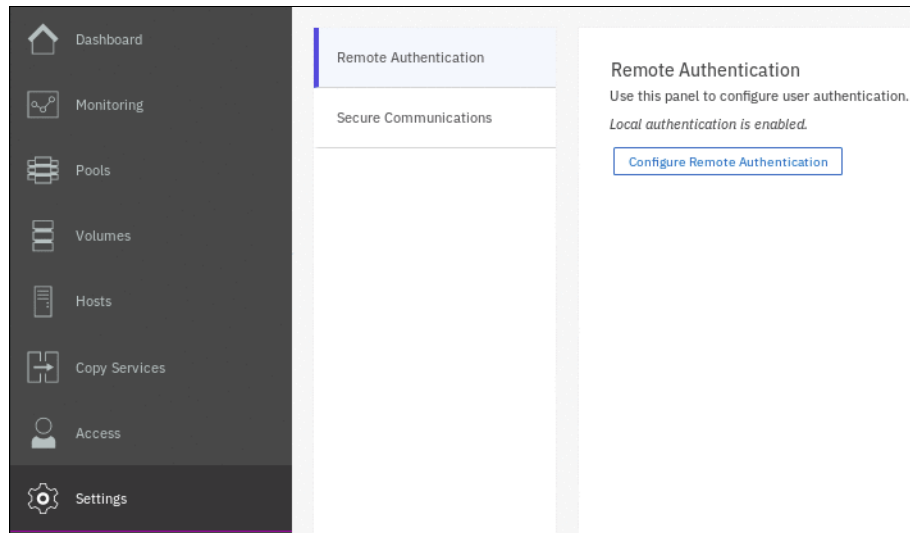 Dashboard
Monitoring
Pools
Volumes
Hosts
Copy Services
Access
Settings
Remote Authentication
Secure Communications
Remote Authentication
Use this panel to configure user authentication.
Local authentication is enabled.
Configure Remote Authentication